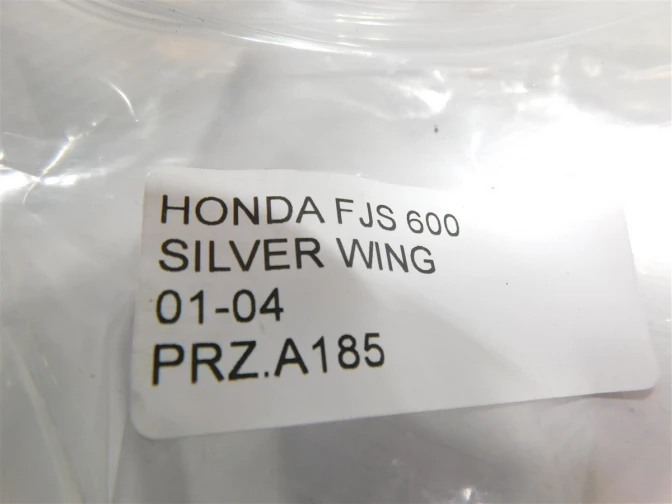 HONDA FJS 600
SILVER WING
01-04
PRZ.A185